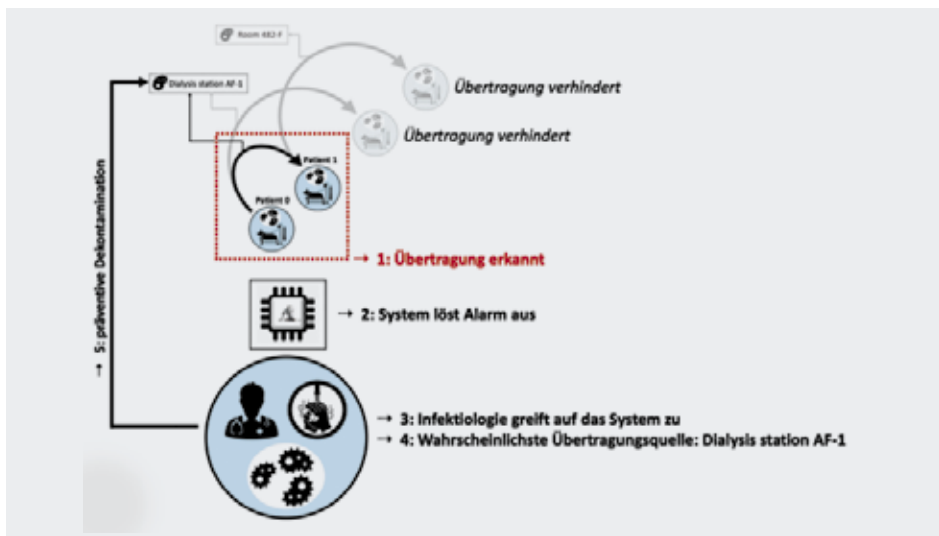 Room 482-F
Dialysis station AF-1
Übertragung verhindert
Übertragung verhindert
Patient 1
Patient 0
→ 1: Übertragung erkannt
→ 2: System löst Alarm aus
→ 3: Infektiologie greift auf das System zu
→ 4: Wahrscheinlichste Übertragungsquelle: Dialysis station AF-1
→ 5: präventive Dekontamination